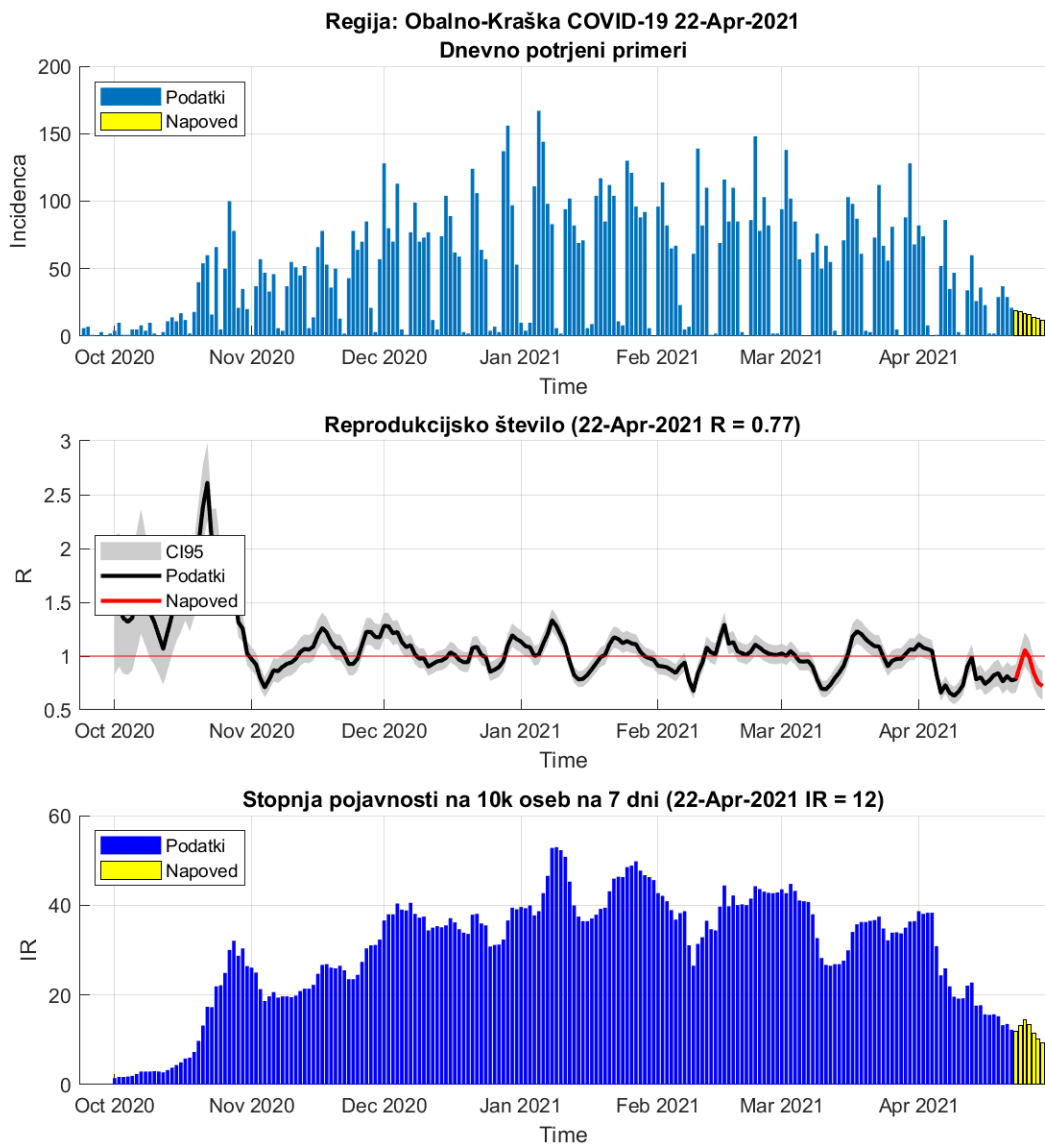 Regija: Obalno-Kraška COVID-19 22-Apr-2021
Dnevno potrjeni primeri
200
150
100
50
0
Incidenca
Podatki
Napoved
Oct 2020 Nov 2020 Dec 2020 Jan 2021 Feb 2021 Mar 2021 Apr 2021
Time
Reprodukcijsko število (22-Apr-2021 R = 0.77)
3
2.5
2
1.5
1
0.5
R
CI95
Podatki
Napoved
Oct 2020 Nov 2020 Dec 2020 Jan 2021 Feb 2021 Mar 2021 Apr 2021
Time
Stopnja pojavnosti na 10k oseb na 7 dni (22-Apr-2021 IR = 12)
60
40
20
0
IR
Podatki
Napoved
Oct 2020 Nov 2020 Dec 2020 Jan 2021 Feb 2021 Mar 2021 Apr 2021
Time